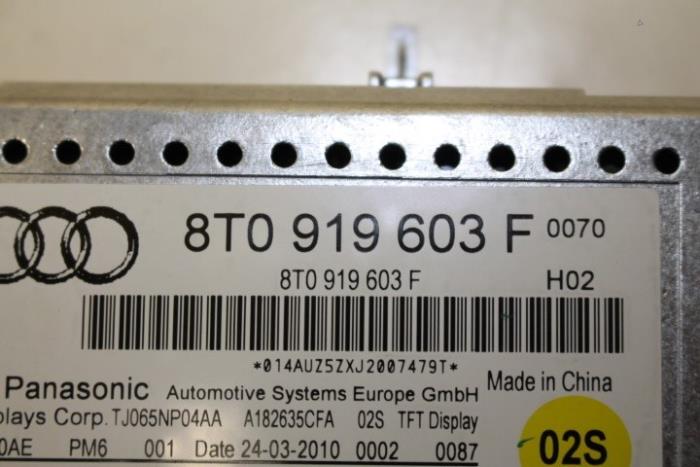 8T0 919 603 F 0070
8T0 919 603 F H02
*014AUZ5ZXJ2007479T*
Panasonic Automotive Systems Europe GmbH Made in China
Corp. TJ065NP04AA A182635CFA 02S TFT Display
0AE PM6 001 Date 24-03-2010 0002 0087
02S